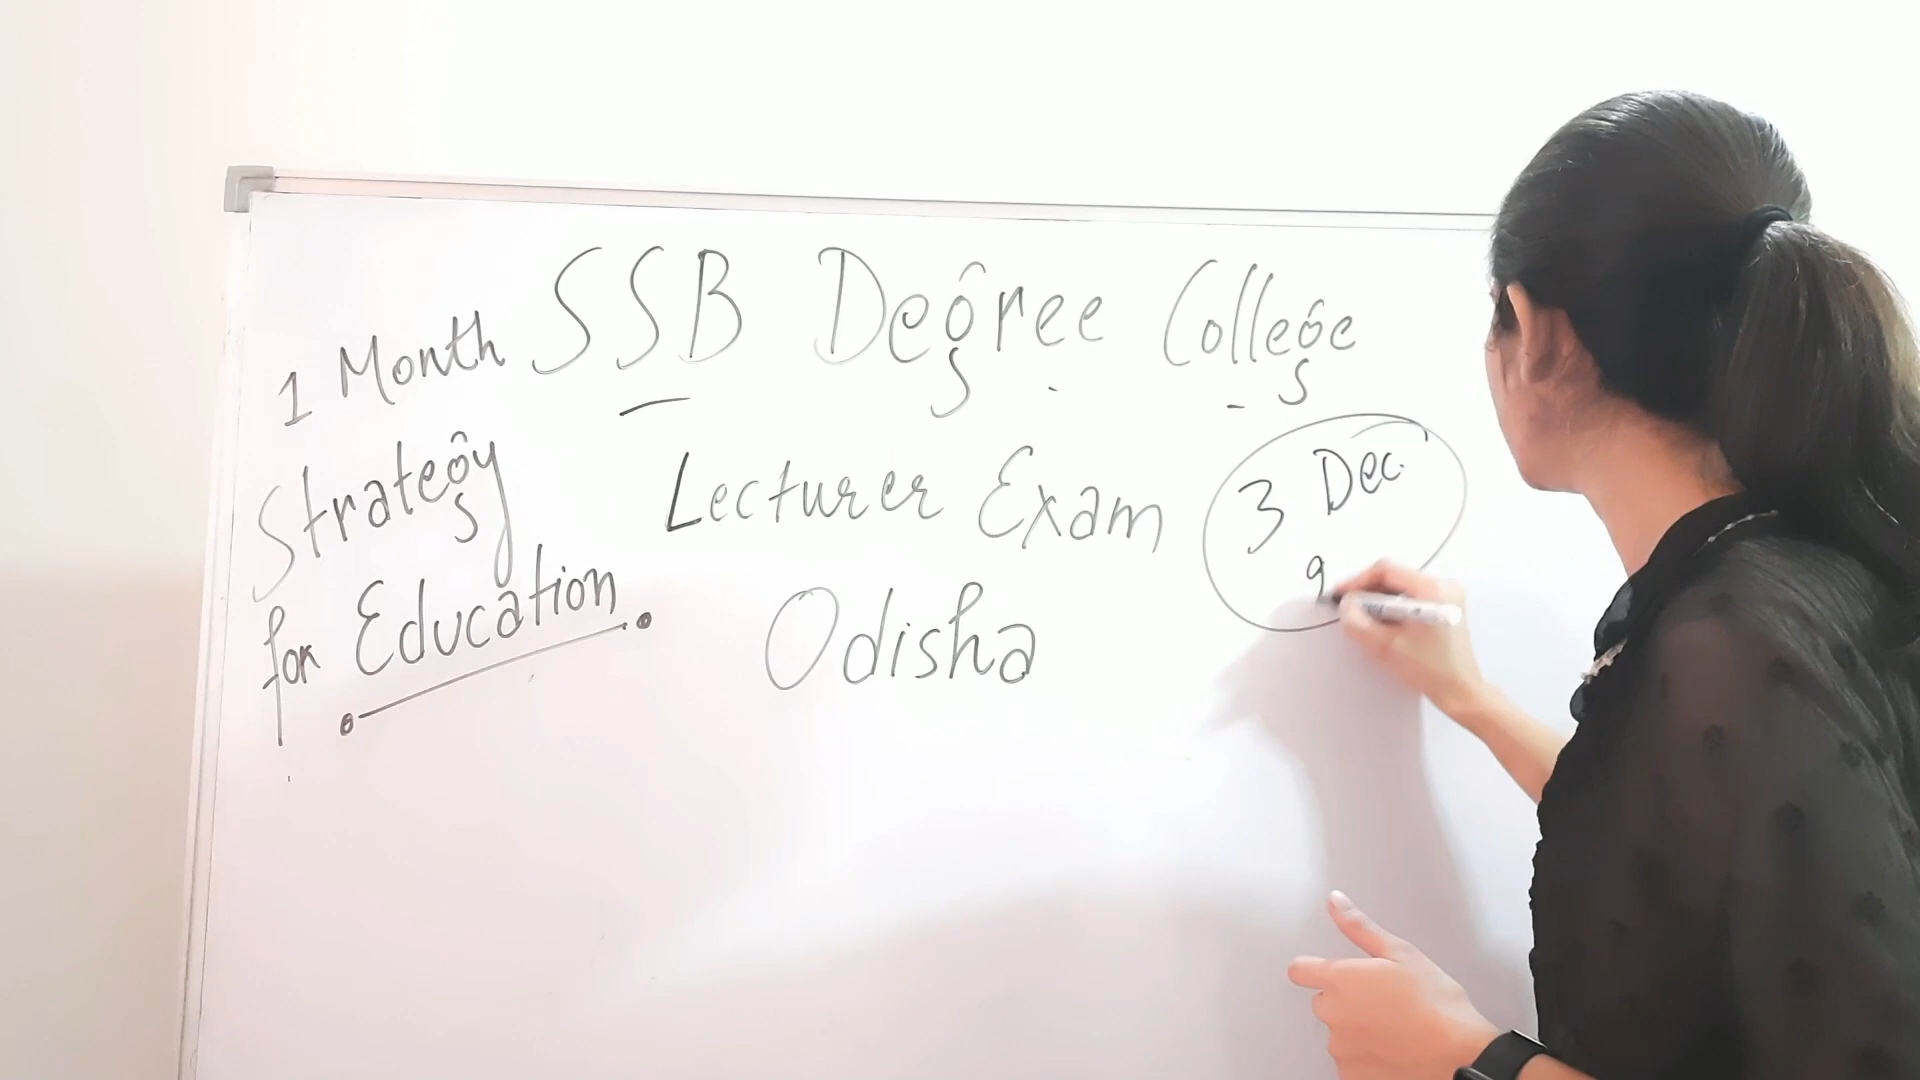 SSB Degree College
Lecturer Exam
Odisha
1 Month
Strategy
for Education
3 Dec